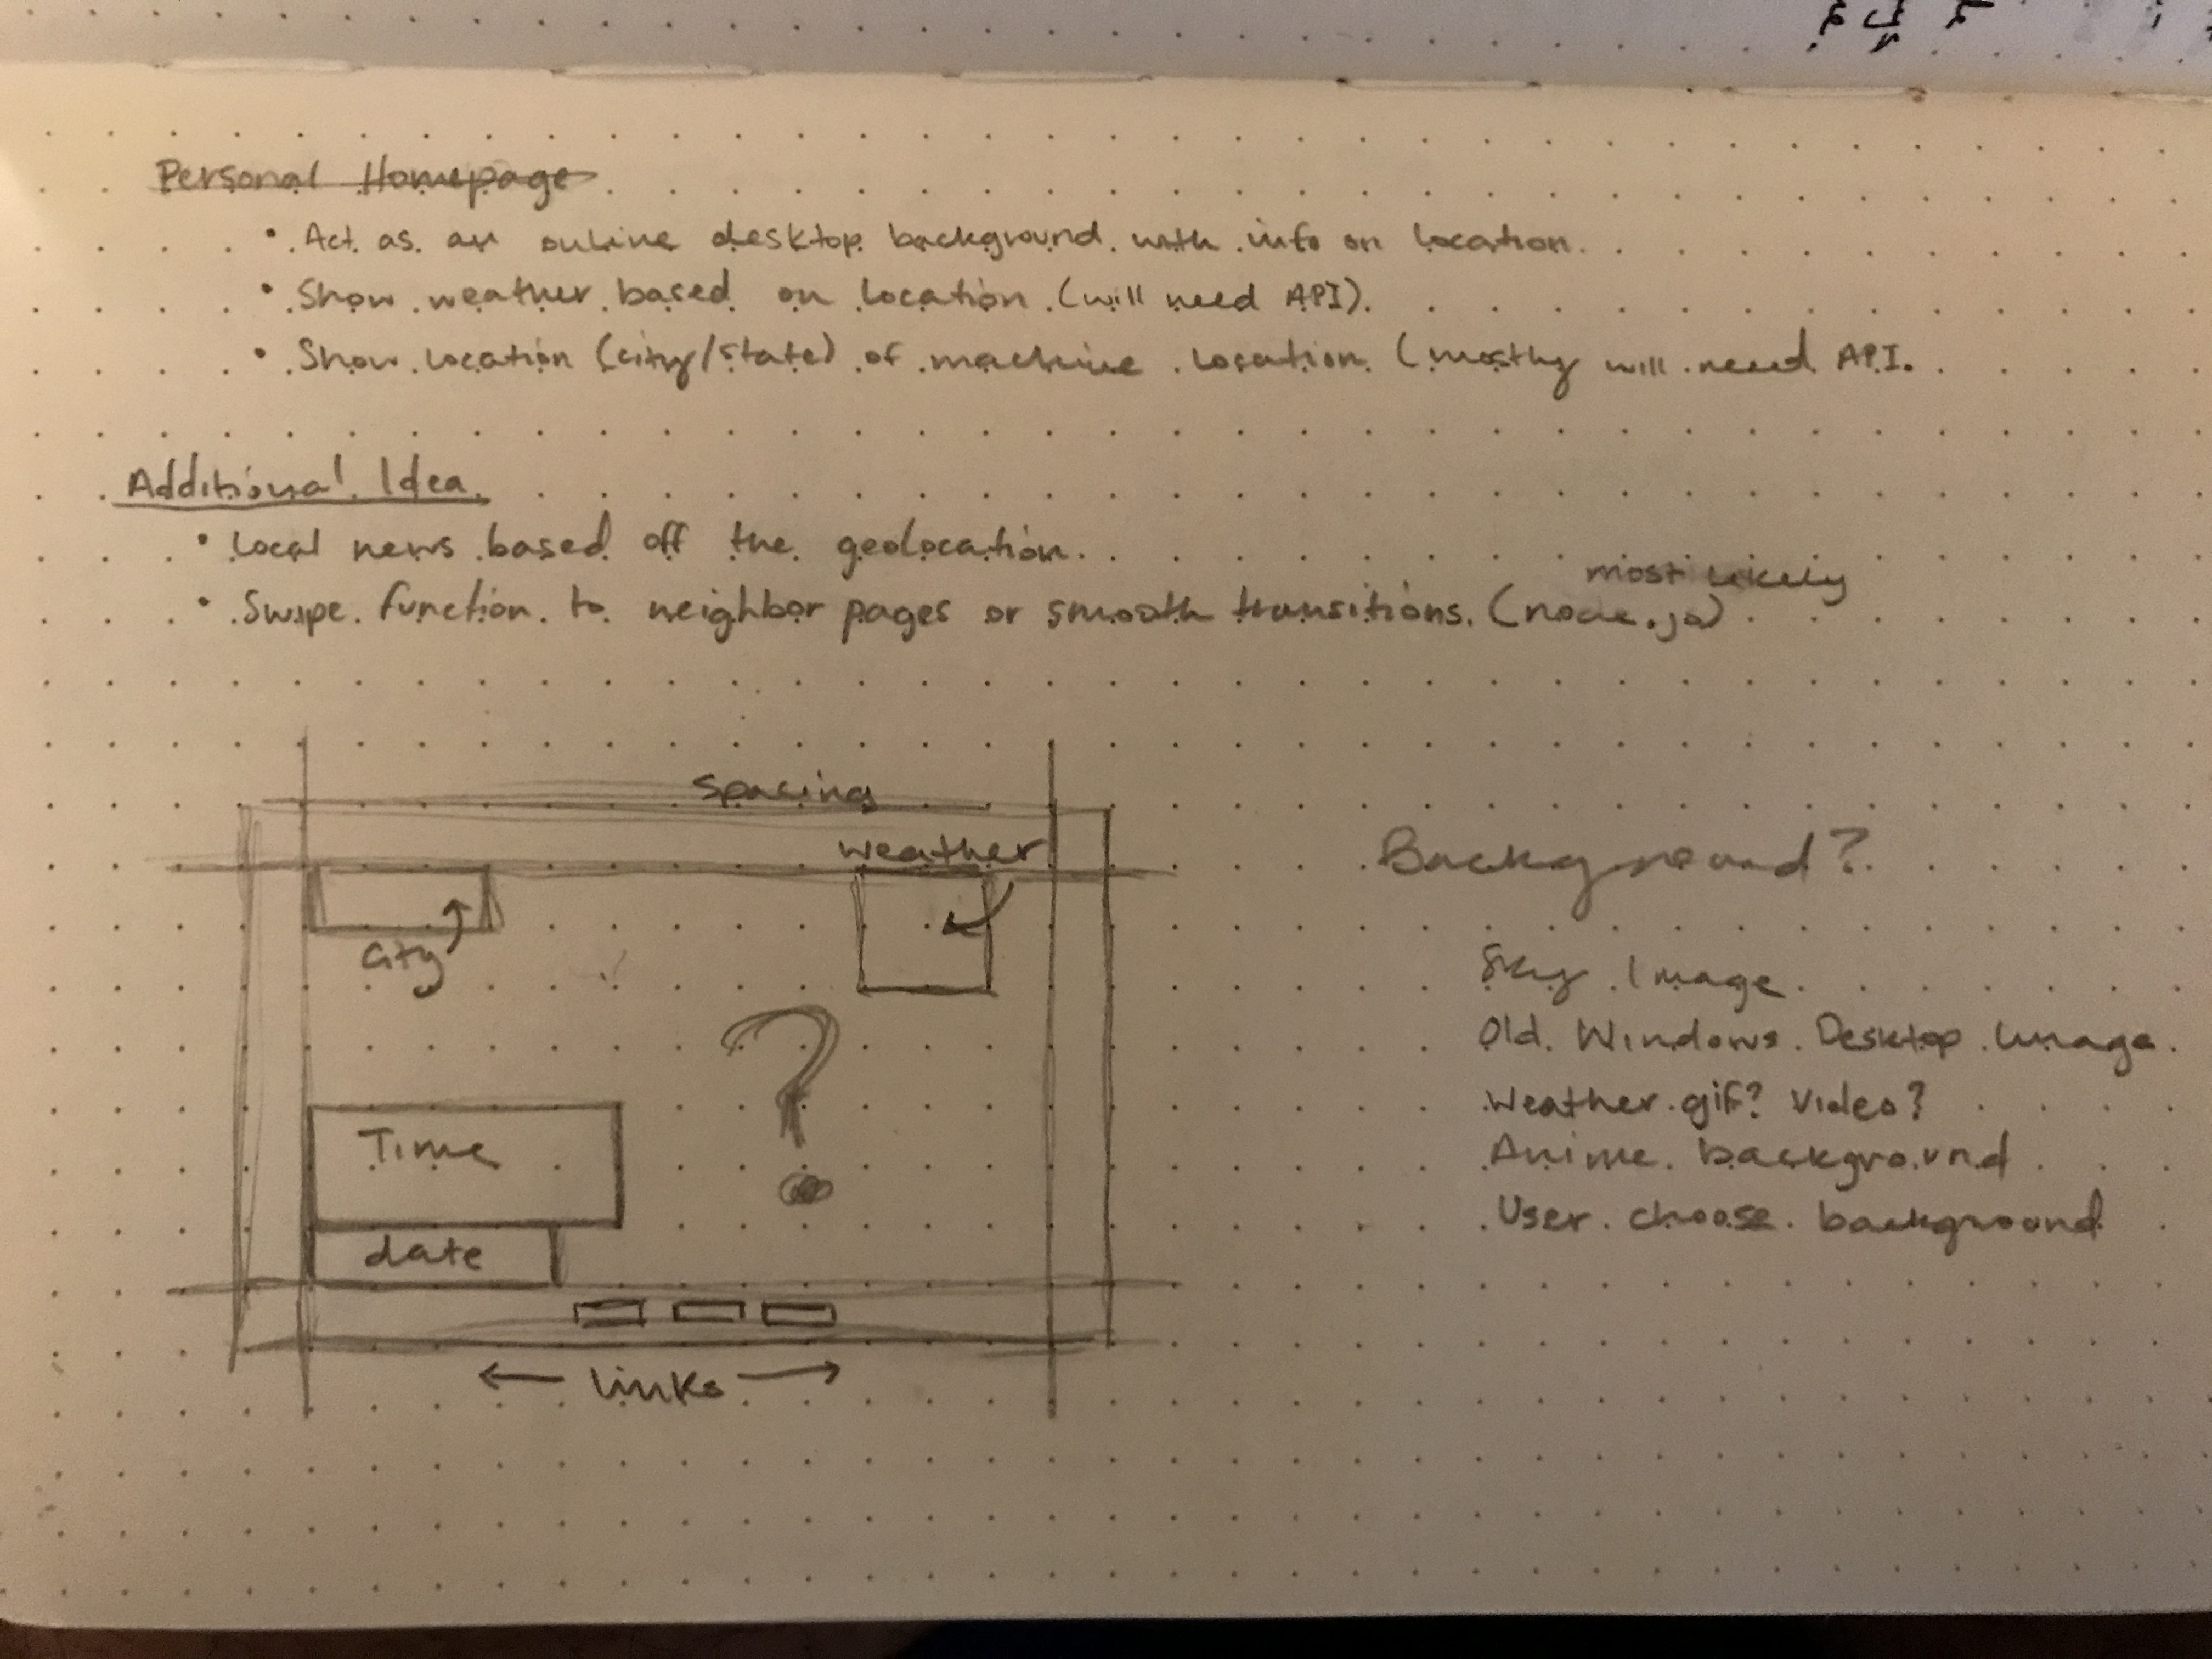 Personal Homepage
• Act as an online desktop background with info on location.
• Show weather based on location (will need API).
• Show location (city/state) of machine location. (mostly will need API.
Additional Idea
• Local news based off the geolocation.
• Swipe function to neighbor pages or smooth transitions. (node.js)
most likely
Spacing
weather
City
Time
date
← links →
?
Background?
Sky Image
Old Windows Desktop Image
Weather gif? video?
Anime background
User choose background